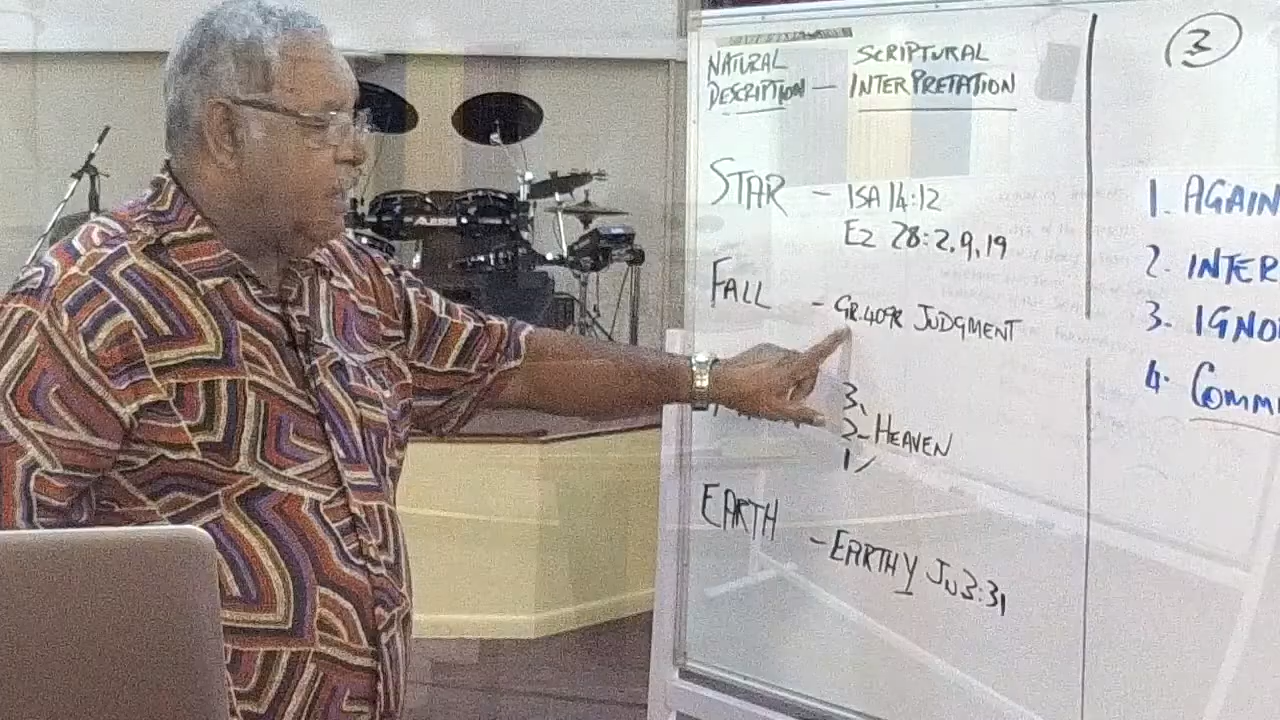 NATURAL
DESCRIPTION — SCRIPTURAL
INTERPRETATION
STAR – ISA 14:12
EZ 28:2.9.19
FALL – GR.4098 JUDGMENT
3.
2– HEAVEN
1/
EARTH – EARTHY JN 3:31
3
1. AGAIN
2. INTER
3. IGNO
4. COMM
ALESIS